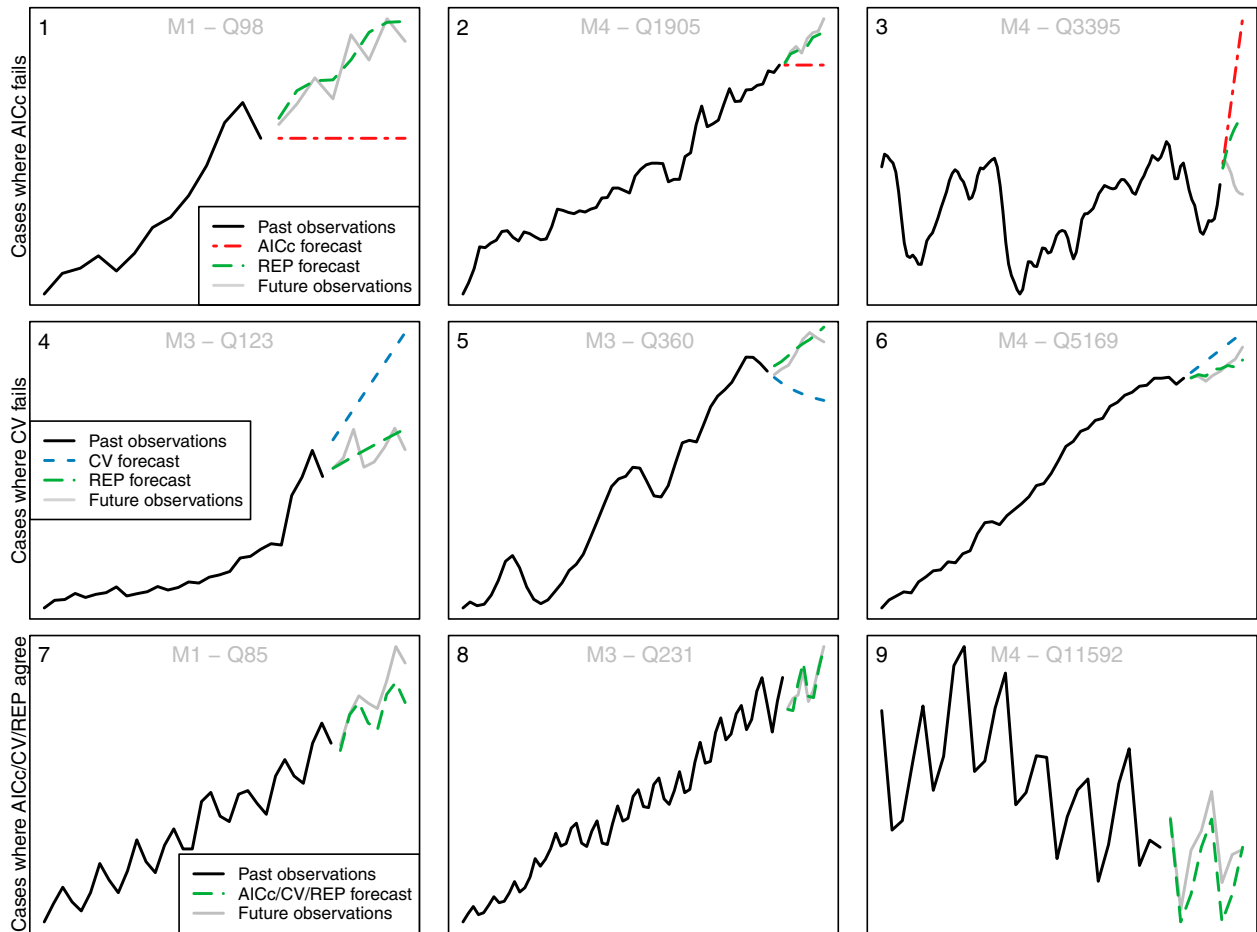 Cases where AICc fails
1
M1 – Q98
Past observations
AICc forecast
REP forecast
Future observations
2
M4 – Q1905
3
M4 – Q3395
Cases where CV fails
4
M3 – Q123
Past observations
CV forecast
REP forecast
Future observations
5
M3 – Q360
6
M4 – Q5169
Cases where AICc/CV/REP agree
7
M1 – Q85
Past observations
AICc/CV/REP forecast
Future observations
8
M3 – Q231
9
M4 – Q11592